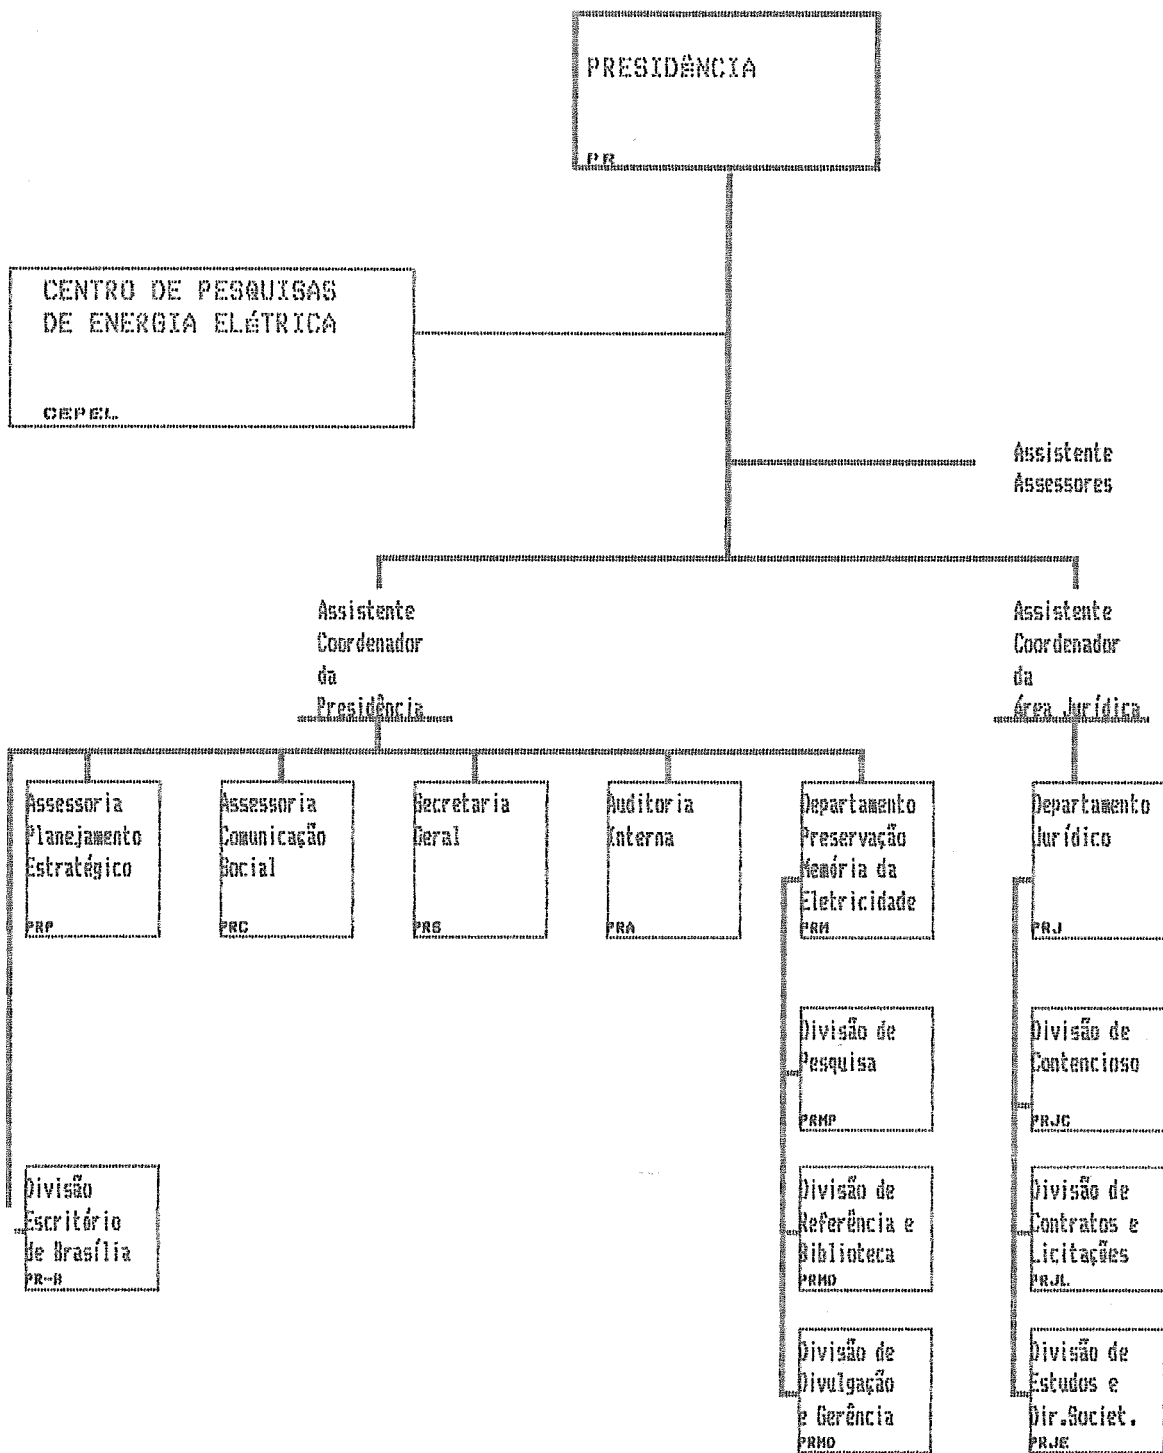 PRESIDÊNCIA
PR
CENTRO DE PESQUISAS
DE ENERGIA ELÉTRICA
CEPEL
Assistente
Assessores
Assistente
Coordenador
da
Presidência
Assistente
Coordenador
da
Área Jurídica
Assessoria
Planejamento
Estratégico
PRP
Assessoria
Comunicação
Social
PRC
Secretaria
Geral
PRS
Auditoria
Interna
PRA
Departamento
Preservação
Memória da
Eletricidade
PRM
Departamento
Jurídico
PRJ
Divisão de
Pesquisa
PRMP
Divisão de
Contencioso
PRJC
Divisão
Escritório
de Brasília
Divisão de
Referência e
Biblioteca
Divisão de
Contratos e
Licitações
PRJL
Divisão de
Divulgação
e Gerência
Divisão de
Estudos e
Dir.Societ.
PRJE